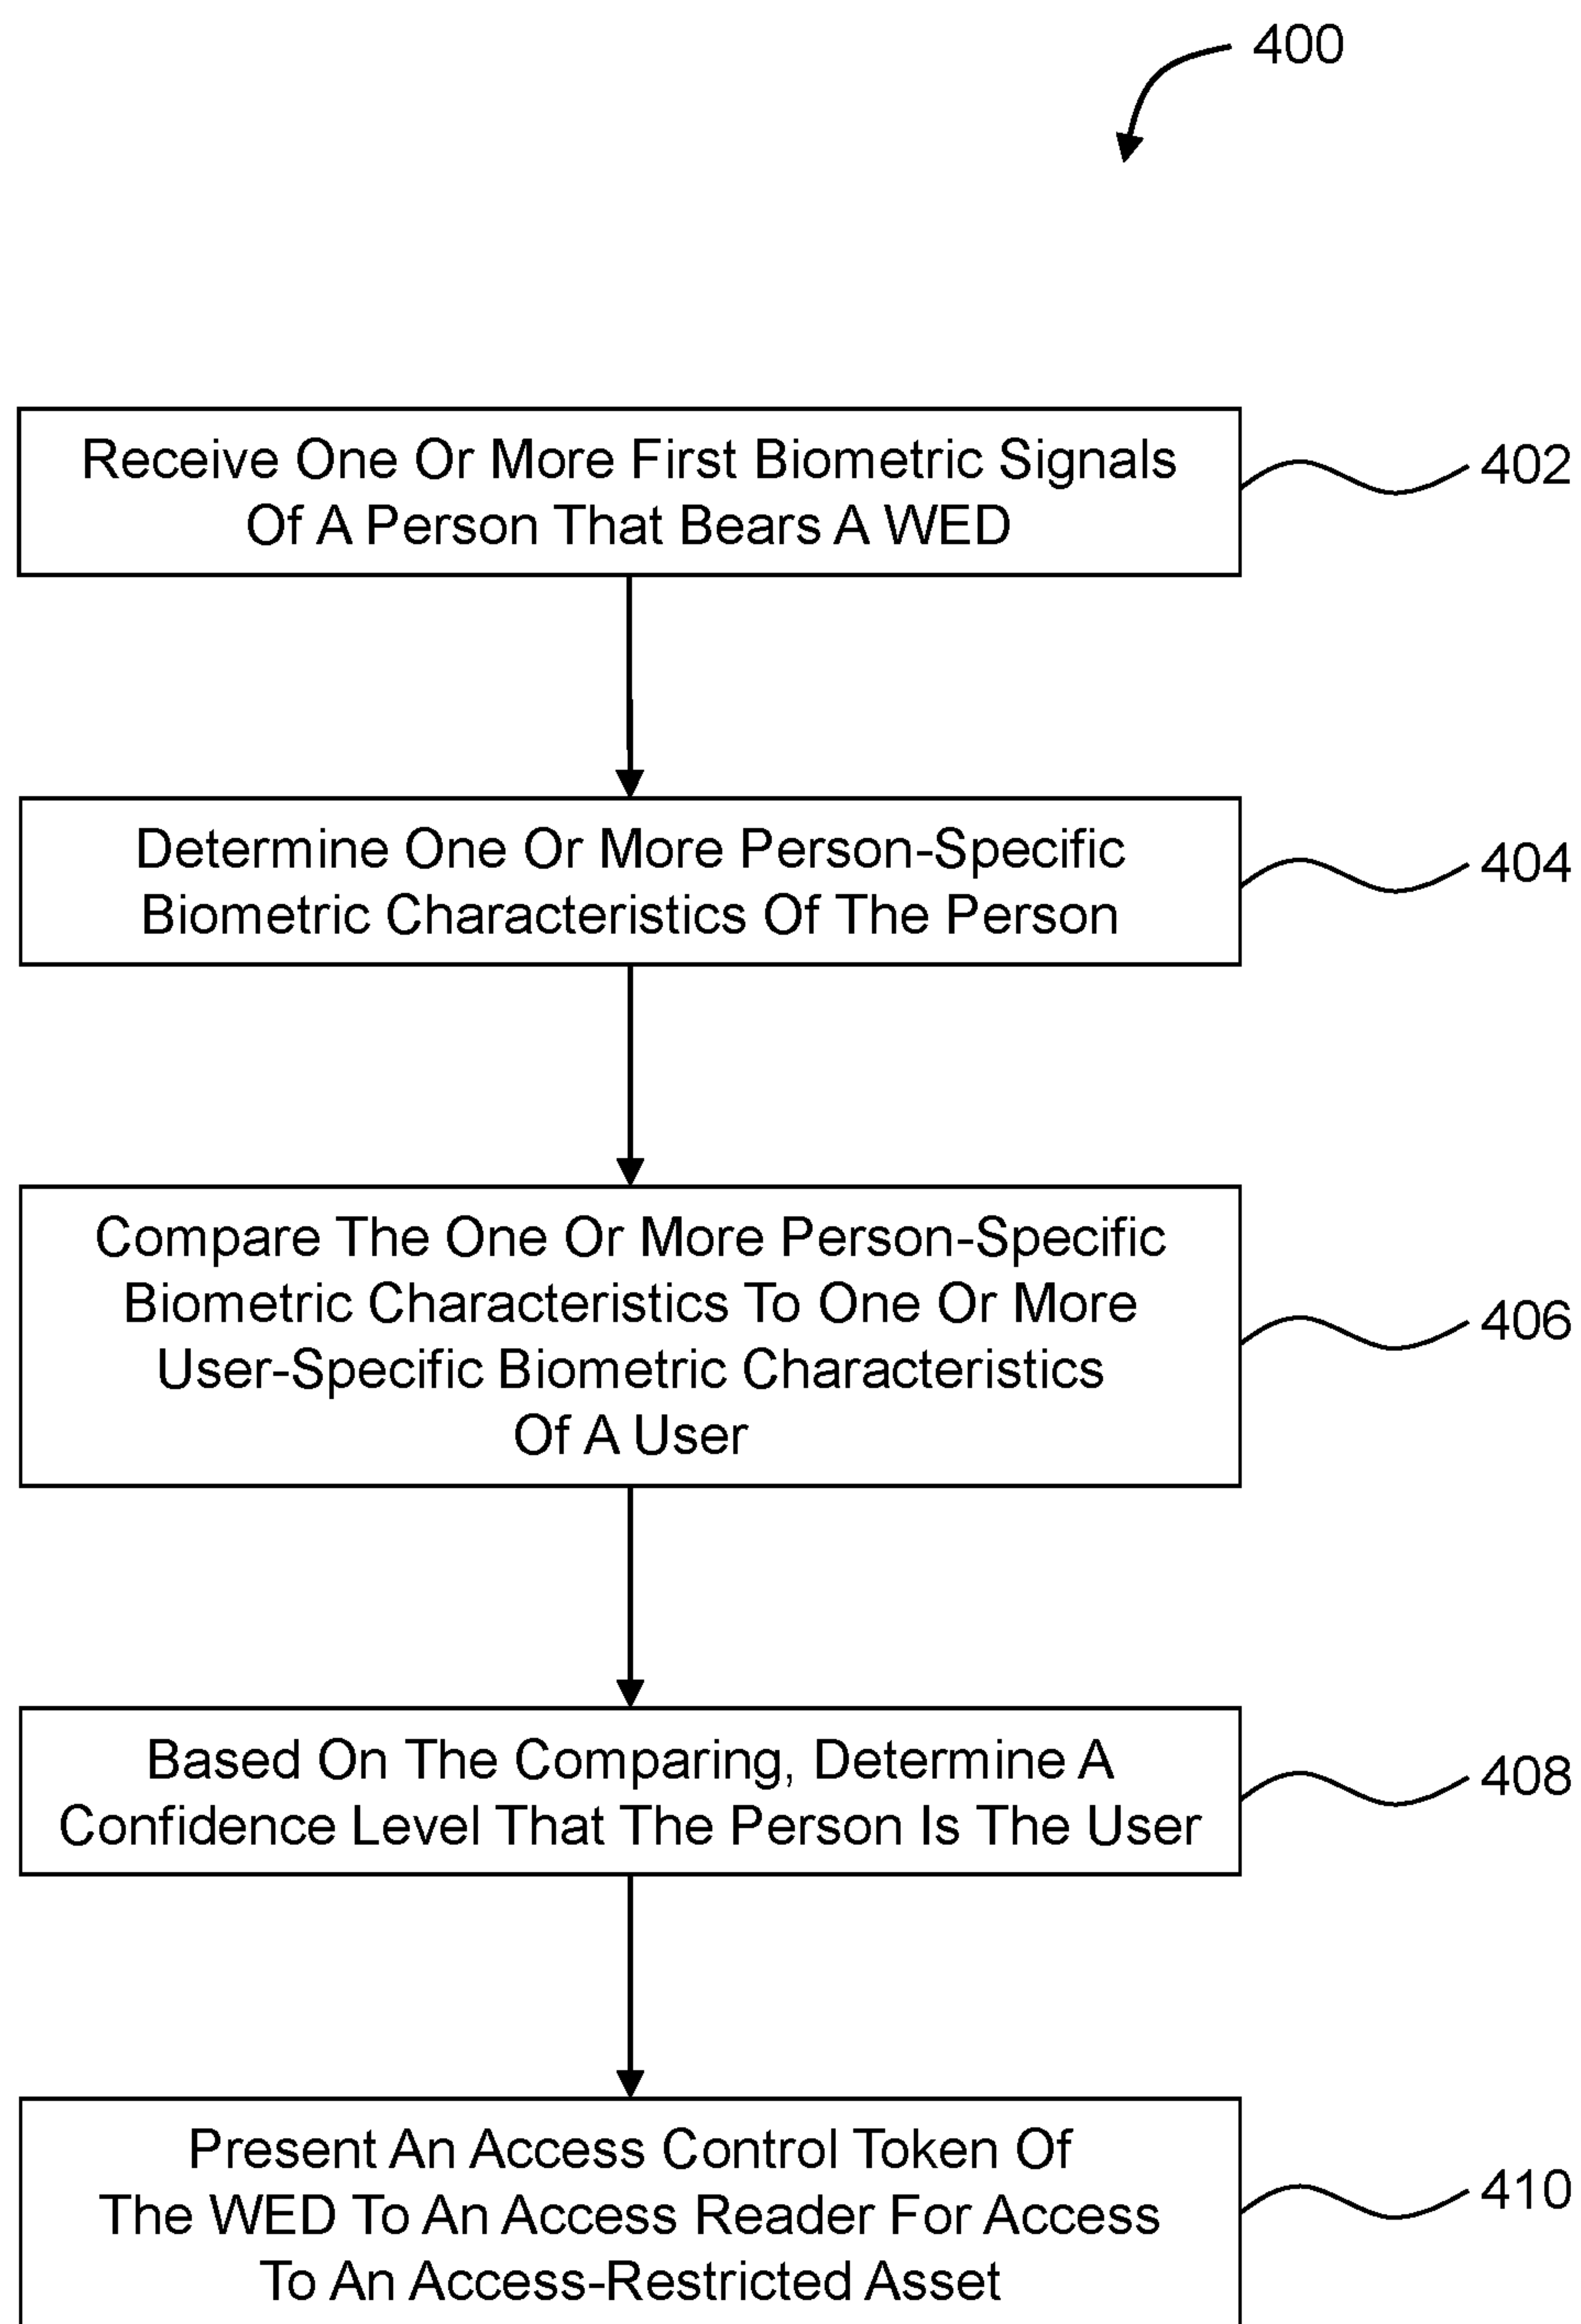 400
Receive One Or More First Biometric Signals
Of A Person That Bears A WED
402
Determine One Or More Person-Specific
Biometric Characteristics Of The Person
404
Compare The One Or More Person-Specific
Biometric Characteristics To One Or More
User-Specific Biometric Characteristics
Of A User
406
Based On The Comparing, Determine A
Confidence Level That The Person Is The User
408
Present An Access Control Token Of
The WED To An Access Reader For Access
To An Access-Restricted Asset
410